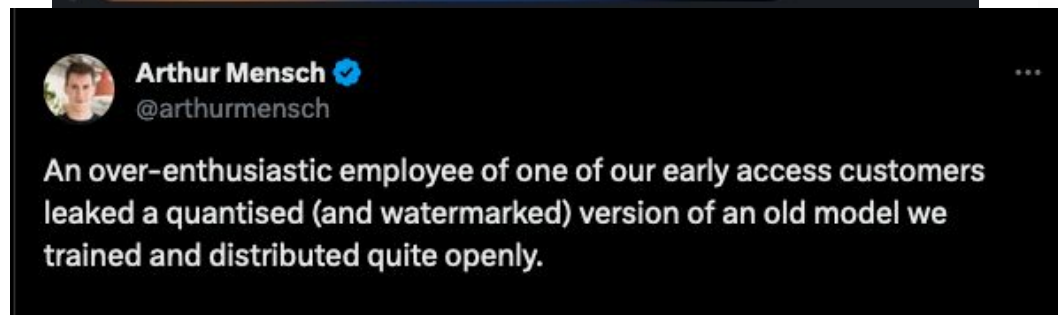 Arthur Mensch
@arthurmensch
An over-enthusiastic employee of one of our early access customers
leaked a quantised (and watermarked) version of an old model we
trained and distributed quite openly.